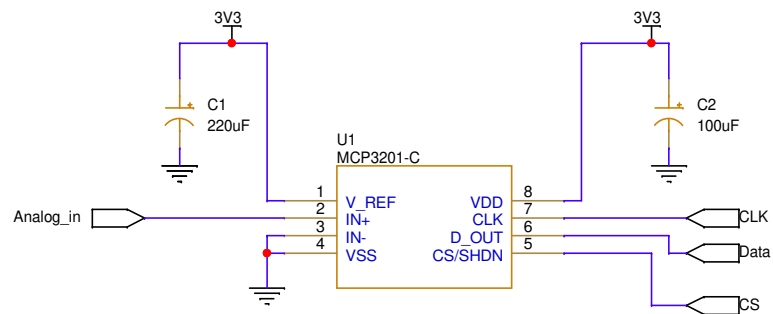 3V3
3V3
C1
220uF
C2
100uF
U1
MCP3201-C
1 V_REF VDD 8
Analog_in 2 IN+ CLK 7 CLK
3 IN- D_OUT 6
4 VSS CS/SHDN 5 Data
CS